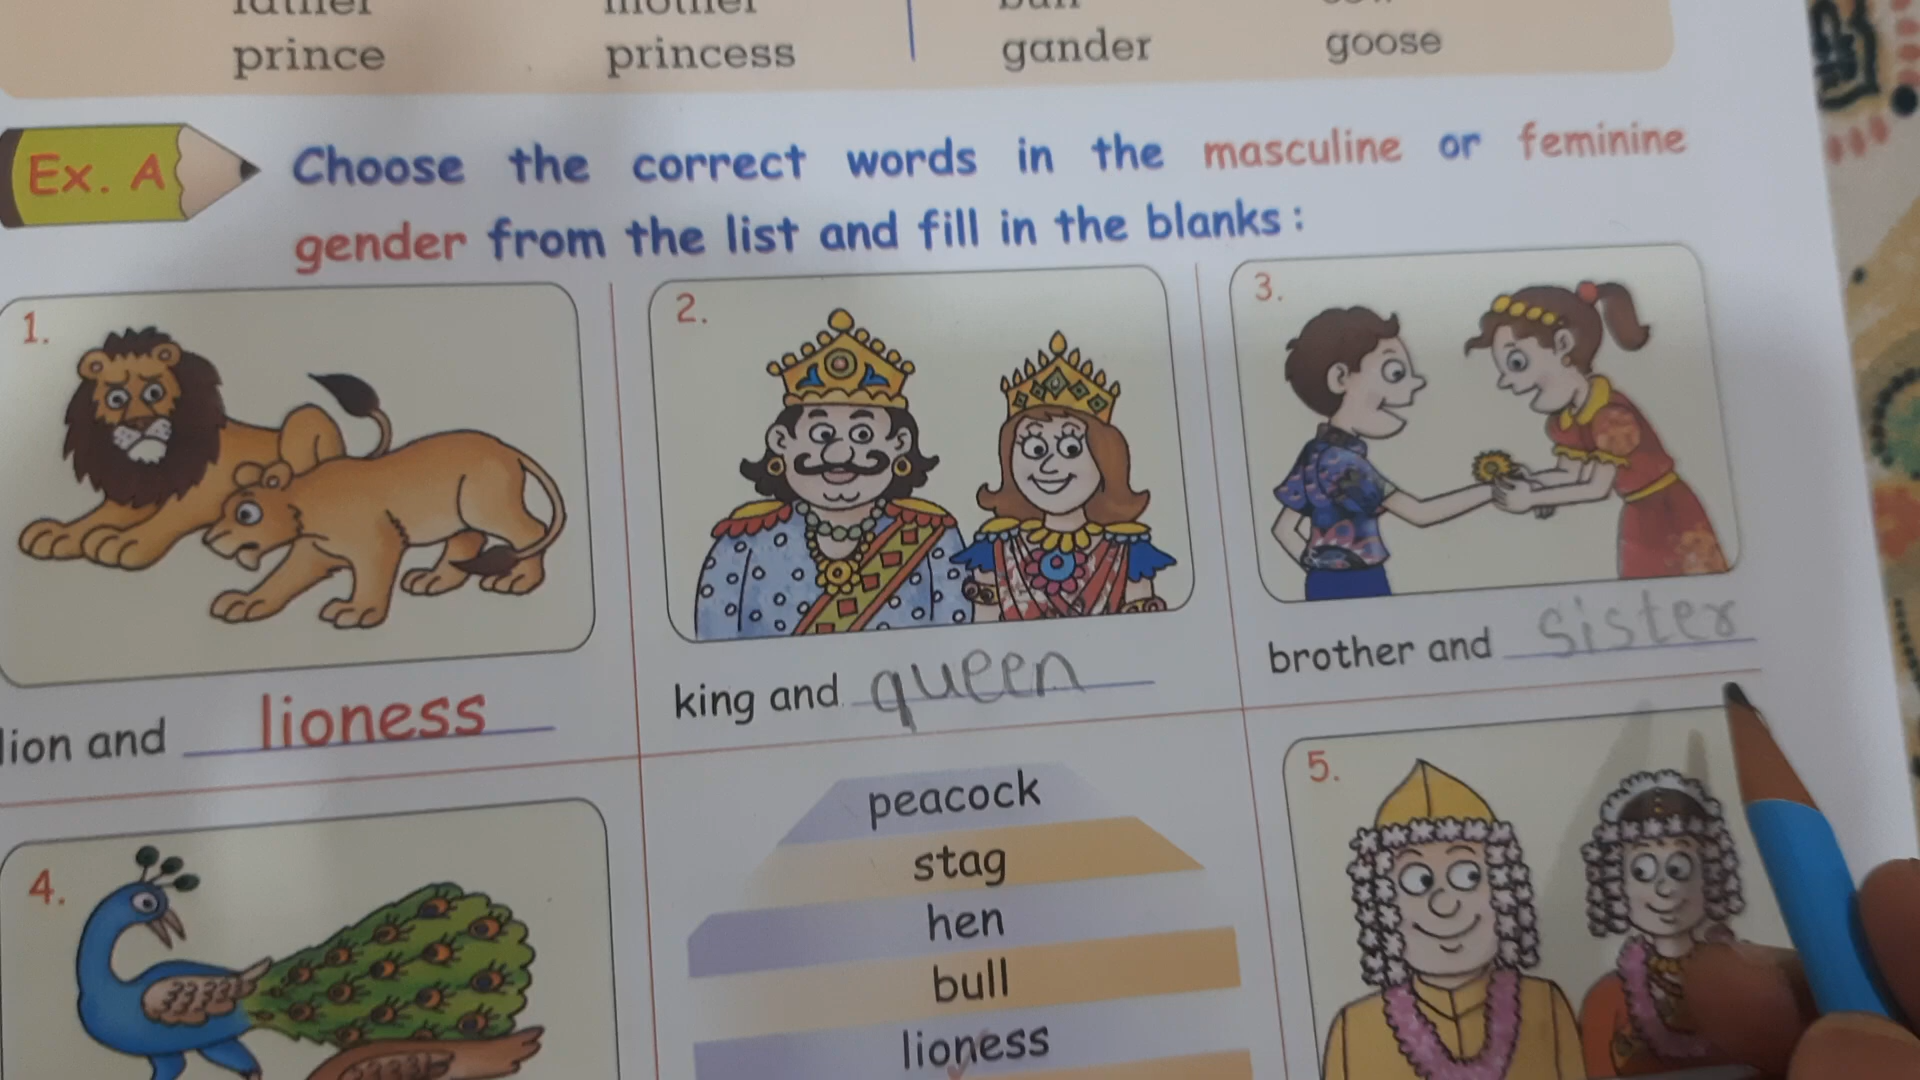 prince princess gander goose
Ex. A
Choose the correct words in the masculine or feminine
gender from the list and fill in the blanks :
1.
2.
3.
lion and lioness
king and queen
brother and sister
4.
peacock
stag
hen
bull
lioness
5.